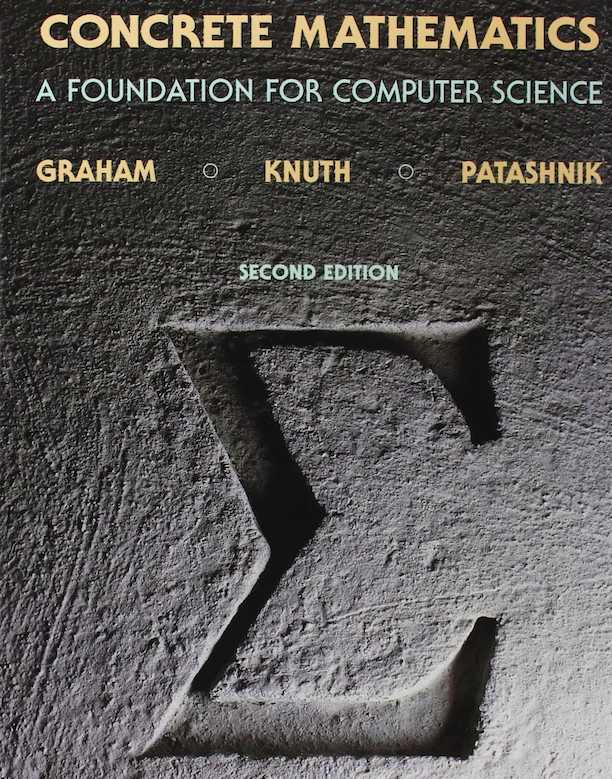 CONCRETE MATHEMATICS
A FOUNDATION FOR COMPUTER SCIENCE
GRAHAM ○ KNUTH ○ PATASHNIK
SECOND EDITION
Σ